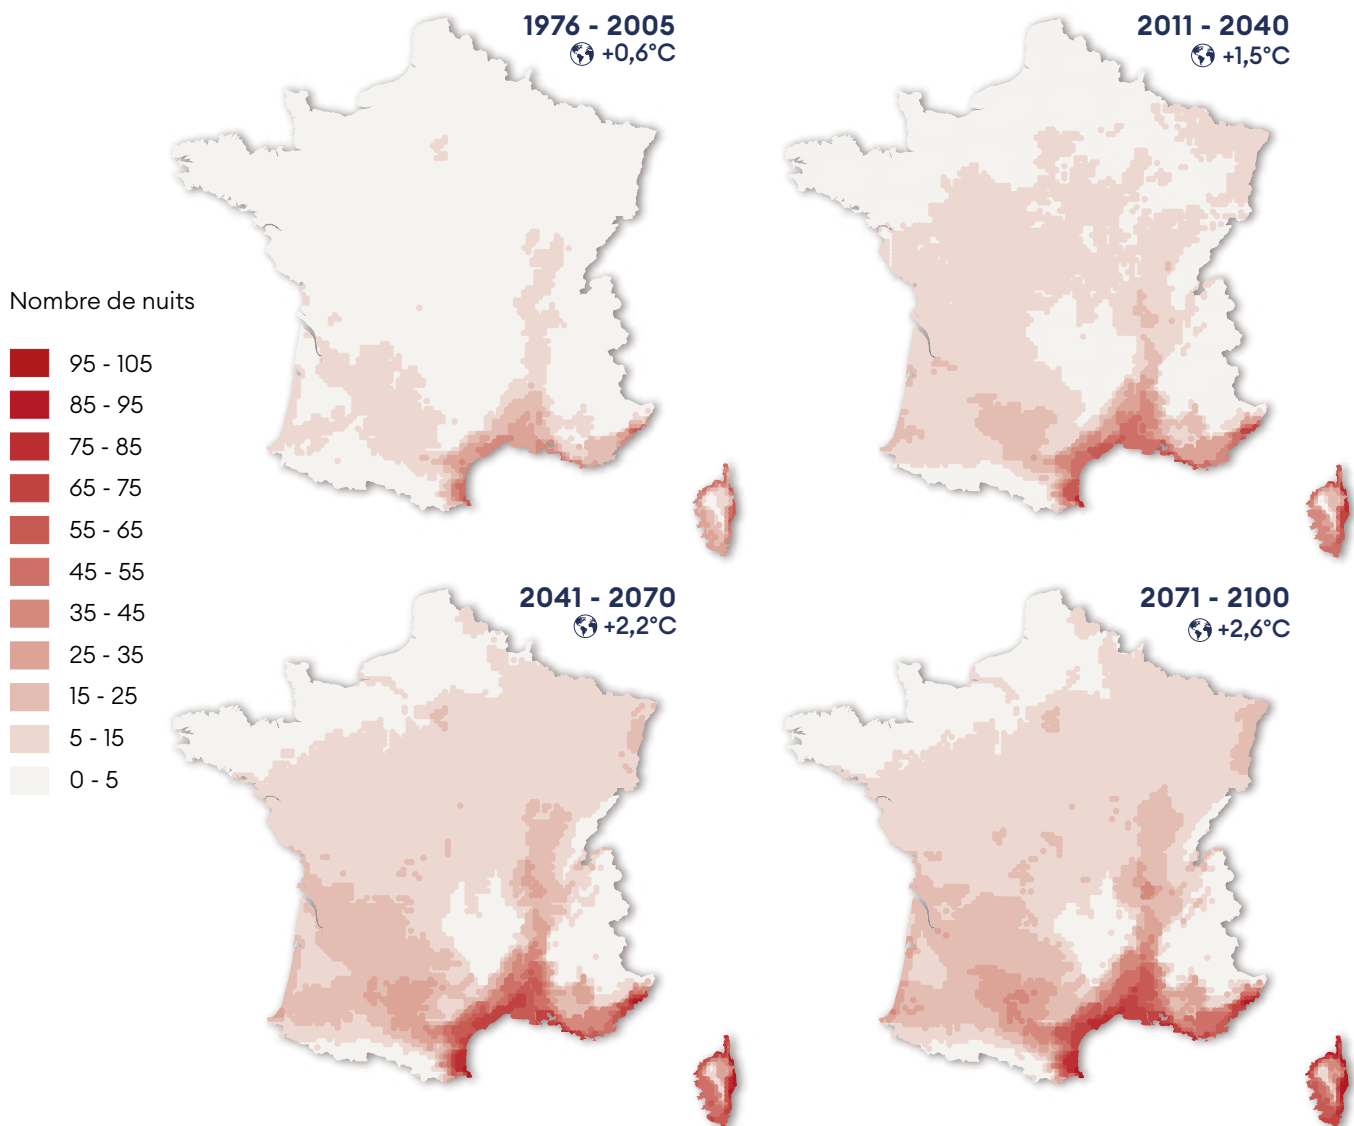 1976 - 2005
+0,6°C
2011 - 2040
+1,5°C
Nombre de nuits
95 - 105
85 - 95
75 - 85
65 - 75
55 - 65
45 - 55
35 - 45
25 - 35
15 - 25
5 - 15
0 - 5
2041 - 2070
+2,2°C
2071 - 2100
+2,6°C